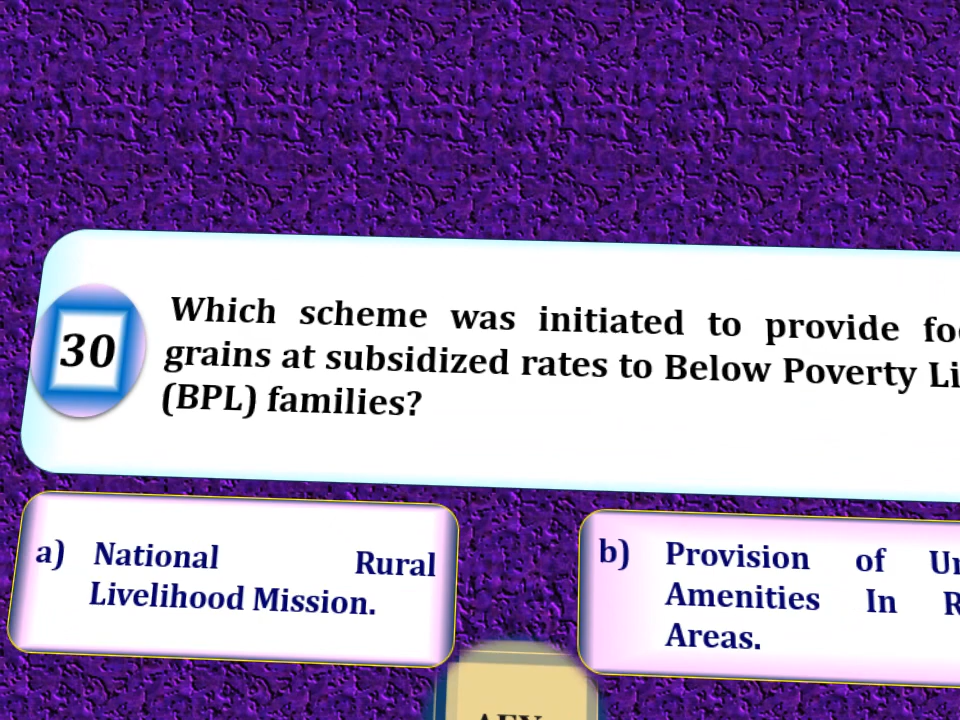 30
Which scheme was initiated to provide
grains at subsidized rates to Below Poverty
(BPL) families?
a) National Rural
Livelihood Mission.
b) Provision of
Amenities In
Areas.